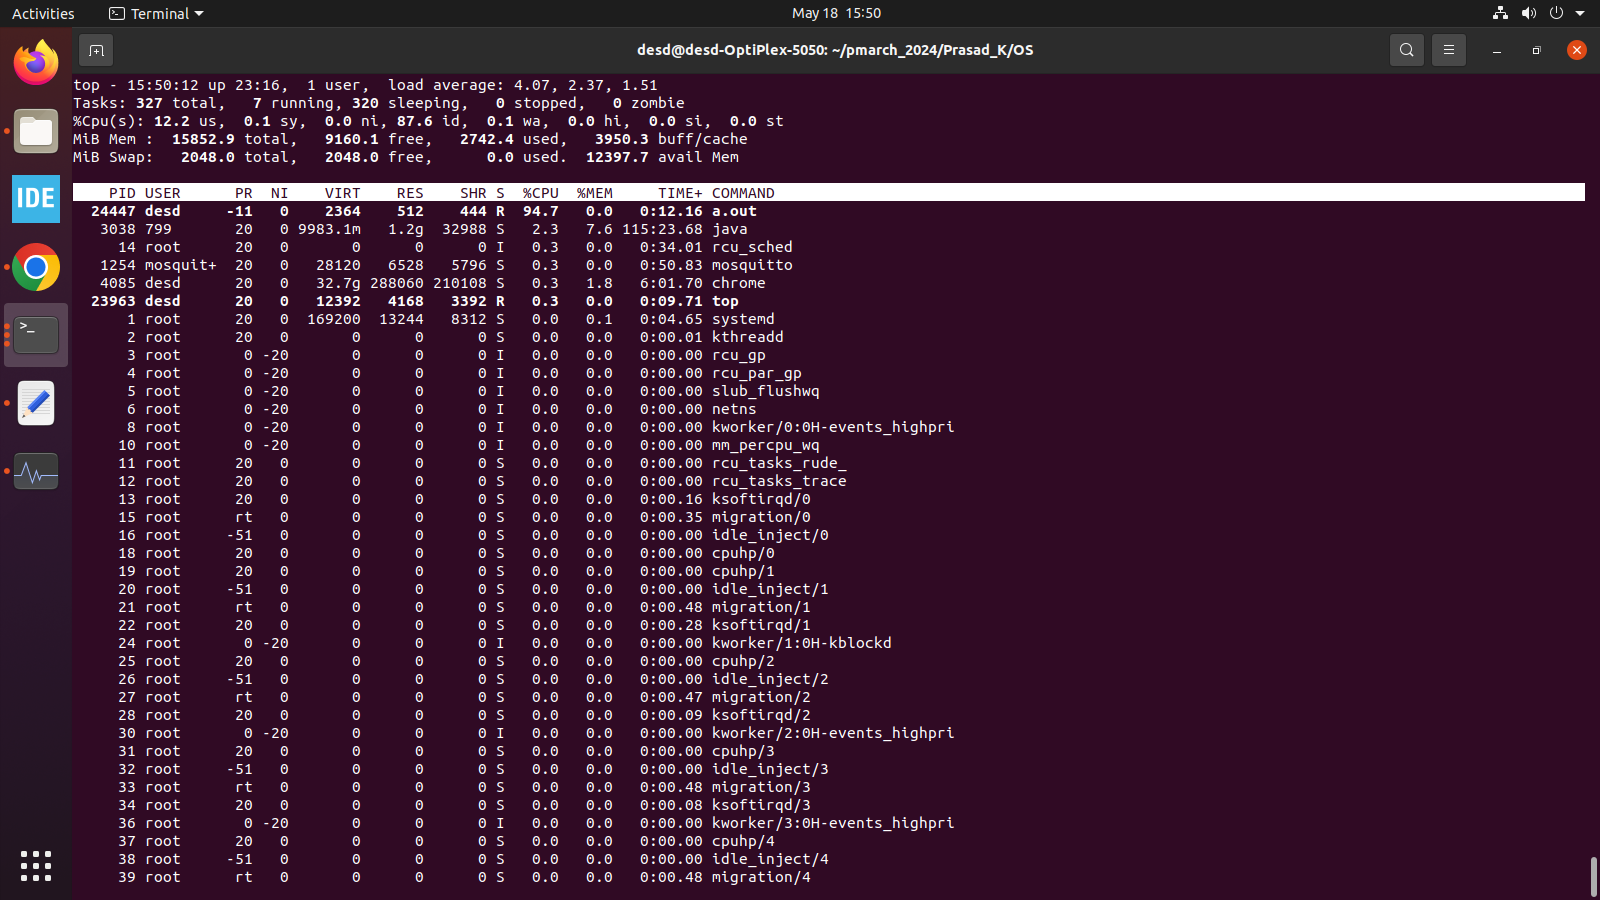 Activities Terminal May 18 15:50
desd@desd-OptiPlex-5050: ~/pmarch_2024/Prasad_K/OS
IDE
top - 15:50:12 up 23:16,  1 user,  load average: 4.07, 2.37, 1.51
Tasks: 327 total,   7 running, 320 sleeping,   0 stopped,   0 zombie
%Cpu(s): 12.2 us,  0.1 sy,  0.0 ni, 87.6 id,  0.1 wa,  0.0 hi,  0.0 si,  0.0 st
MiB Mem :  15852.9 total,   9160.1 free,   2742.4 used,   3950.3 buff/cache
MiB Swap:   2048.0 total,   2048.0 free,      0.0 used.  12397.7 avail Mem
PID USER PR NI VIRT RES SHR S %CPU %MEM TIME+ COMMAND
24447 desd -11 0 2364 512 444 R 94.7 0.0 0:12.16 a.out
3038 799 20 0 9983.1m 1.2g 32988 S 2.3 7.6 115:23.68 java
14 root 20 0 0 0 0 I 0.3 0.0 0:34.01 rcu_sched
1254 mosquit+ 20 0 28120 6528 5796 S 0.3 0.0 0:50.83 mosquitto
4085 desd 20 0 32.7g 288060 210108 S 0.3 1.8 6:01.70 chrome
23963 desd 20 0 12392 4168 3392 R 0.3 0.0 0:09.71 top
1 root 20 0 169200 13244 8312 S 0.0 0.1 0:04.65 systemd
2 root 20 0 0 0 0 S 0.0 0.0 0:00.01 kthreadd
3 root 0 -20 0 0 0 I 0.0 0.0 0:00.00 rcu_gp
4 root 0 -20 0 0 0 I 0.0 0.0 0:00.00 rcu_par_gp
5 root 0 -20 0 0 0 I 0.0 0.0 0:00.00 slub_flushwq
6 root 0 -20 0 0 0 I 0.0 0.0 0:00.00 netns
8 root 0 -20 0 0 0 I 0.0 0.0 0:00.00 kworker/0:0H-events_highpri
10 root 0 -20 0 0 0 I 0.0 0.0 0:00.00 mm_percpu_wq
11 root 20 0 0 0 0 S 0.0 0.0 0:00.00 rcu_tasks_rude_
12 root 20 0 0 0 0 S 0.0 0.0 0:00.00 rcu_tasks_trace
13 root 20 0 0 0 0 S 0.0 0.0 0:00.16 ksoftirqd/0
15 root rt 0 0 0 0 S 0.0 0.0 0:00.35 migration/0
16 root -51 0 0 0 0 S 0.0 0.0 0:00.00 idle_inject/0
18 root 20 0 0 0 0 S 0.0 0.0 0:00.00 cpuhp/0
19 root 20 0 0 0 0 S 0.0 0.0 0:00.00 cpuhp/1
20 root -51 0 0 0 0 S 0.0 0.0 0:00.00 idle_inject/1
21 root rt 0 0 0 0 S 0.0 0.0 0:00.48 migration/1
22 root 20 0 0 0 0 S 0.0 0.0 0:00.28 ksoftirqd/1
24 root 0 -20 0 0 0 I 0.0 0.0 0:00.00 kworker/1:0H-kblockd
25 root 20 0 0 0 0 S 0.0 0.0 0:00.00 cpuhp/2
26 root -51 0 0 0 0 S 0.0 0.0 0:00.00 idle_inject/2
27 root rt 0 0 0 0 S 0.0 0.0 0:00.47 migration/2
28 root 20 0 0 0 0 S 0.0 0.0 0:00.09 ksoftirqd/2
30 root 0 -20 0 0 0 I 0.0 0.0 0:00.00 kworker/2:0H-events_highpri
31 root 20 0 0 0 0 S 0.0 0.0 0:00.00 cpuhp/3
32 root -51 0 0 0 0 S 0.0 0.0 0:00.00 idle_inject/3
33 root rt 0 0 0 0 S 0.0 0.0 0:00.48 migration/3
34 root 20 0 0 0 0 S 0.0 0.0 0:00.08 ksoftirqd/3
36 root 0 -20 0 0 0 I 0.0 0.0 0:00.00 kworker/3:0H-events_highpri
37 root 20 0 0 0 0 S 0.0 0.0 0:00.00 cpuhp/4
38 root -51 0 0 0 0 S 0.0 0.0 0:00.00 idle_inject/4
39 root rt 0 0 0 0 S 0.0 0.0 0:00.48 migration/4